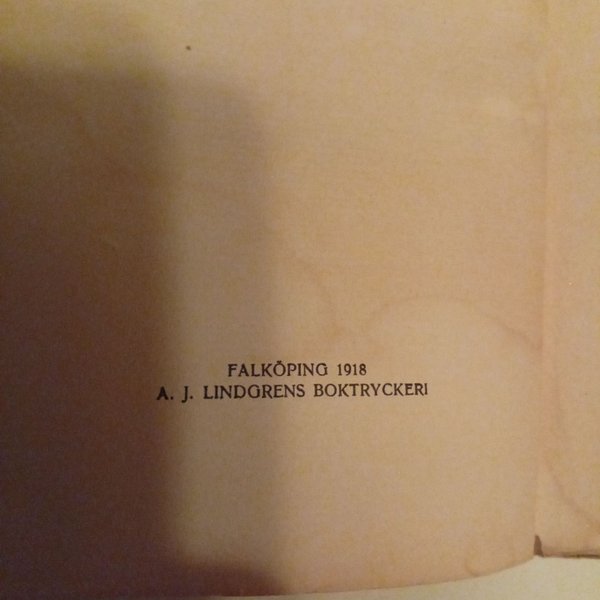 FALKÖPING 1918
A. J. LINDGRENS BOKTRYCKERI